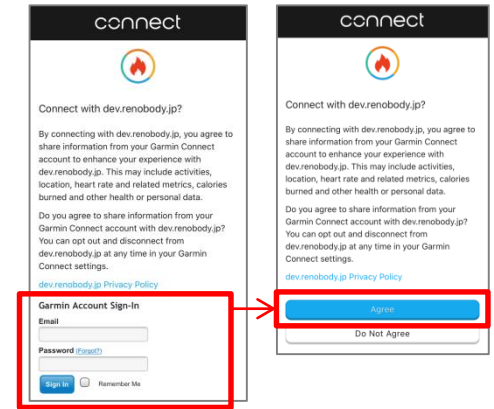 connect
Connect with dev.renobody.jp?
By connecting with dev.renobody.jp, you agree to
share information from your Garmin Connect
account to enhance your experience with
dev.renobody.jp. This may include activities,
location, heart rate and related metrics, calories
burned and other health or personal data.
Do you agree to share information from your
Garmin Connect account with dev.renobody.jp?
You can opt out and disconnect from
dev.renobody.jp at any time in your Garmin
Connect settings.
dev.renobody.jp Privacy Policy
Garmin Account Sign-In
Email
Password (Forgot?)
Sign In Remember Me
connect
Connect with dev.renobody.jp?
By connecting with dev.renobody.jp, you agree to
share information from your Garmin Connect
account to enhance your experience with
dev.renobody.jp. This may include activities,
location, heart rate and related metrics, calories
burned and other health or personal data.
Do you agree to share information from your
Garmin Connect account with dev.renobody.jp?
You can opt out and disconnect from
dev.renobody.jp at any time in your Garmin
Connect settings.
dev.renobody.jp Privacy Policy
Agree
Do Not Agree